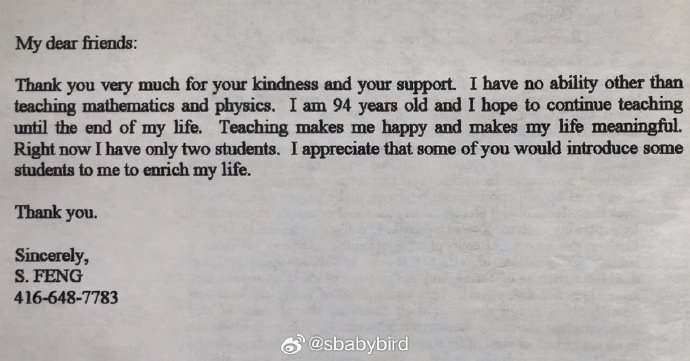 My dear friends:
Thank you very much for your kindness and your support. I have no ability other than
teaching mathematics and physics. I am 94 years old and I hope to continue teaching
until the end of my life. Teaching makes me happy and makes my life meaningful.
Right now I have only two students. I appreciate that some of you would introduce some
students to me to enrich my life.
Thank you.
Sincerely,
S. FENG
416-648-7783
@sbabybird